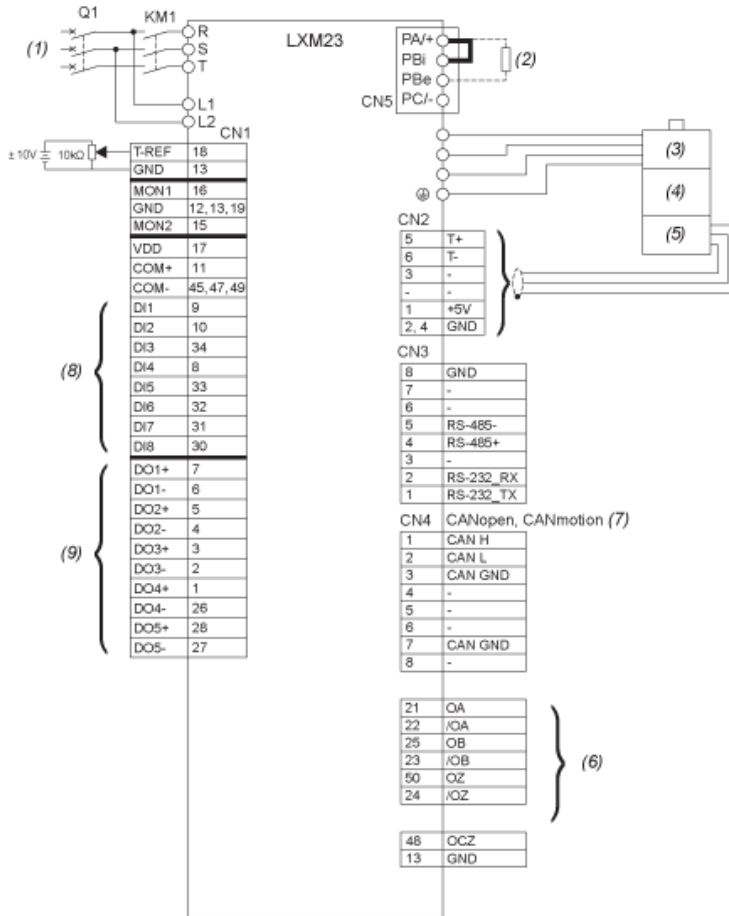 Q1
KM1
(1)
R
S
T
L1
L2
LXM23
PA/+
PBi
PBe
CN5 PC/-
(2)
CN1
± 10V
10kΩ
T-REF 18
GND 13
MON1 16
GND 12,13,19
MON2 15
VDD 17
COM+ 11
COM- 45,47,49
(8)
DI1 9
DI2 10
DI3 34
DI4 8
DI5 33
DI6 32
DI7 31
DI8 30
(9)
DO1+ 7
DO1- 6
DO2+ 5
DO2- 4
DO3+ 3
DO3- 2
DO4+ 1
DO4- 26
DO5+ 28
DO5- 27
(3)
(4)
(5)
CN2
5 T+
6 T-
3 -
- -
1 +5V
2, 4 GND
CN3
8 GND
7 -
6 -
5 RS-485-
4 RS-485+
3 -
2 RS-232_RX
1 RS-232_TX
CN4 CANopen, CANmotion (7)
1 CAN H
2 CAN L
3 CAN GND
4 -
5 -
6 -
7 CAN GND
8 -
21 OA
22 /OA
25 OB
23 /OB
50 OZ
24 /OZ
(6)
48 OCZ
13 GND